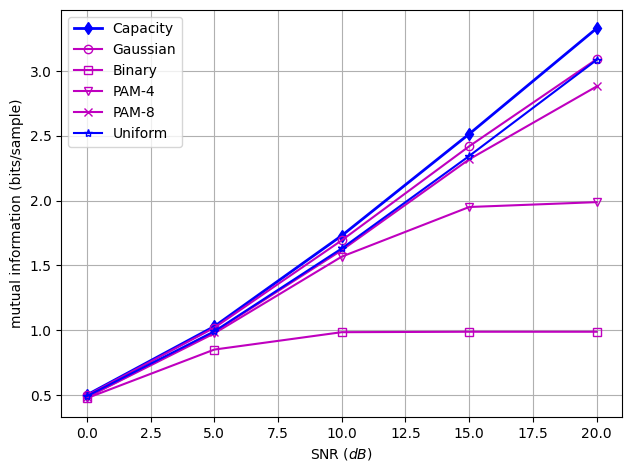 Capacity
Gaussian
Binary
PAM-4
PAM-8
Uniform
mutual information (bits/sample)
3.0
2.5
2.0
1.5
1.0
0.5
0.0 2.5 5.0 7.5 10.0 12.5 15.0 17.5 20.0
SNR (dB)